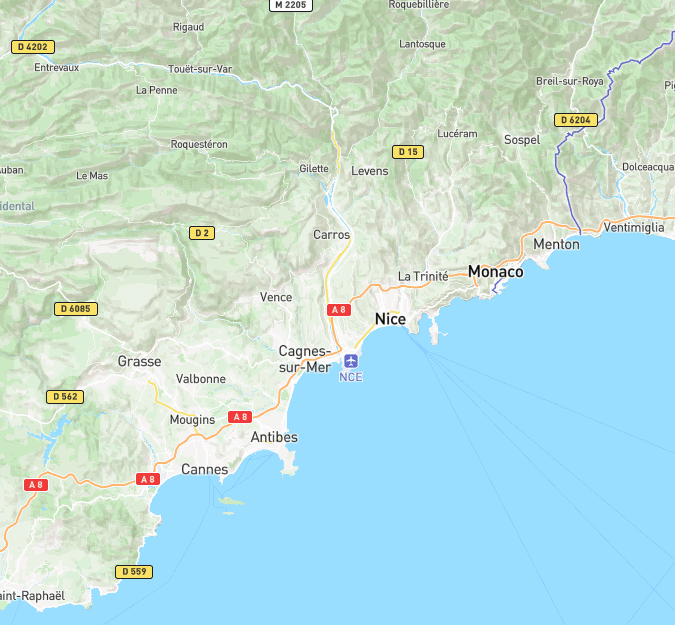 M 2205
Roquebillière
Rigaud
D 4202
Lantosque
Entrevaux
Touët-sur-Var
Breil-sur-Roya
La Penne
D 6204
Lucéram
Sospel
Roquestéron
D 15
Gilette
Levens
Dolceacqua
Le Mas
idental
Ventimiglia
D 2
Carros
Menton
La Trinité
Monaco
Vence
D 6085
A 8
Nice
Cagnes-
sur-Mer
Grasse
NCE
Valbonne
D 562
Mougins
A 8
Antibes
Cannes
A 8
A 8
D 559
aint-Raphaël